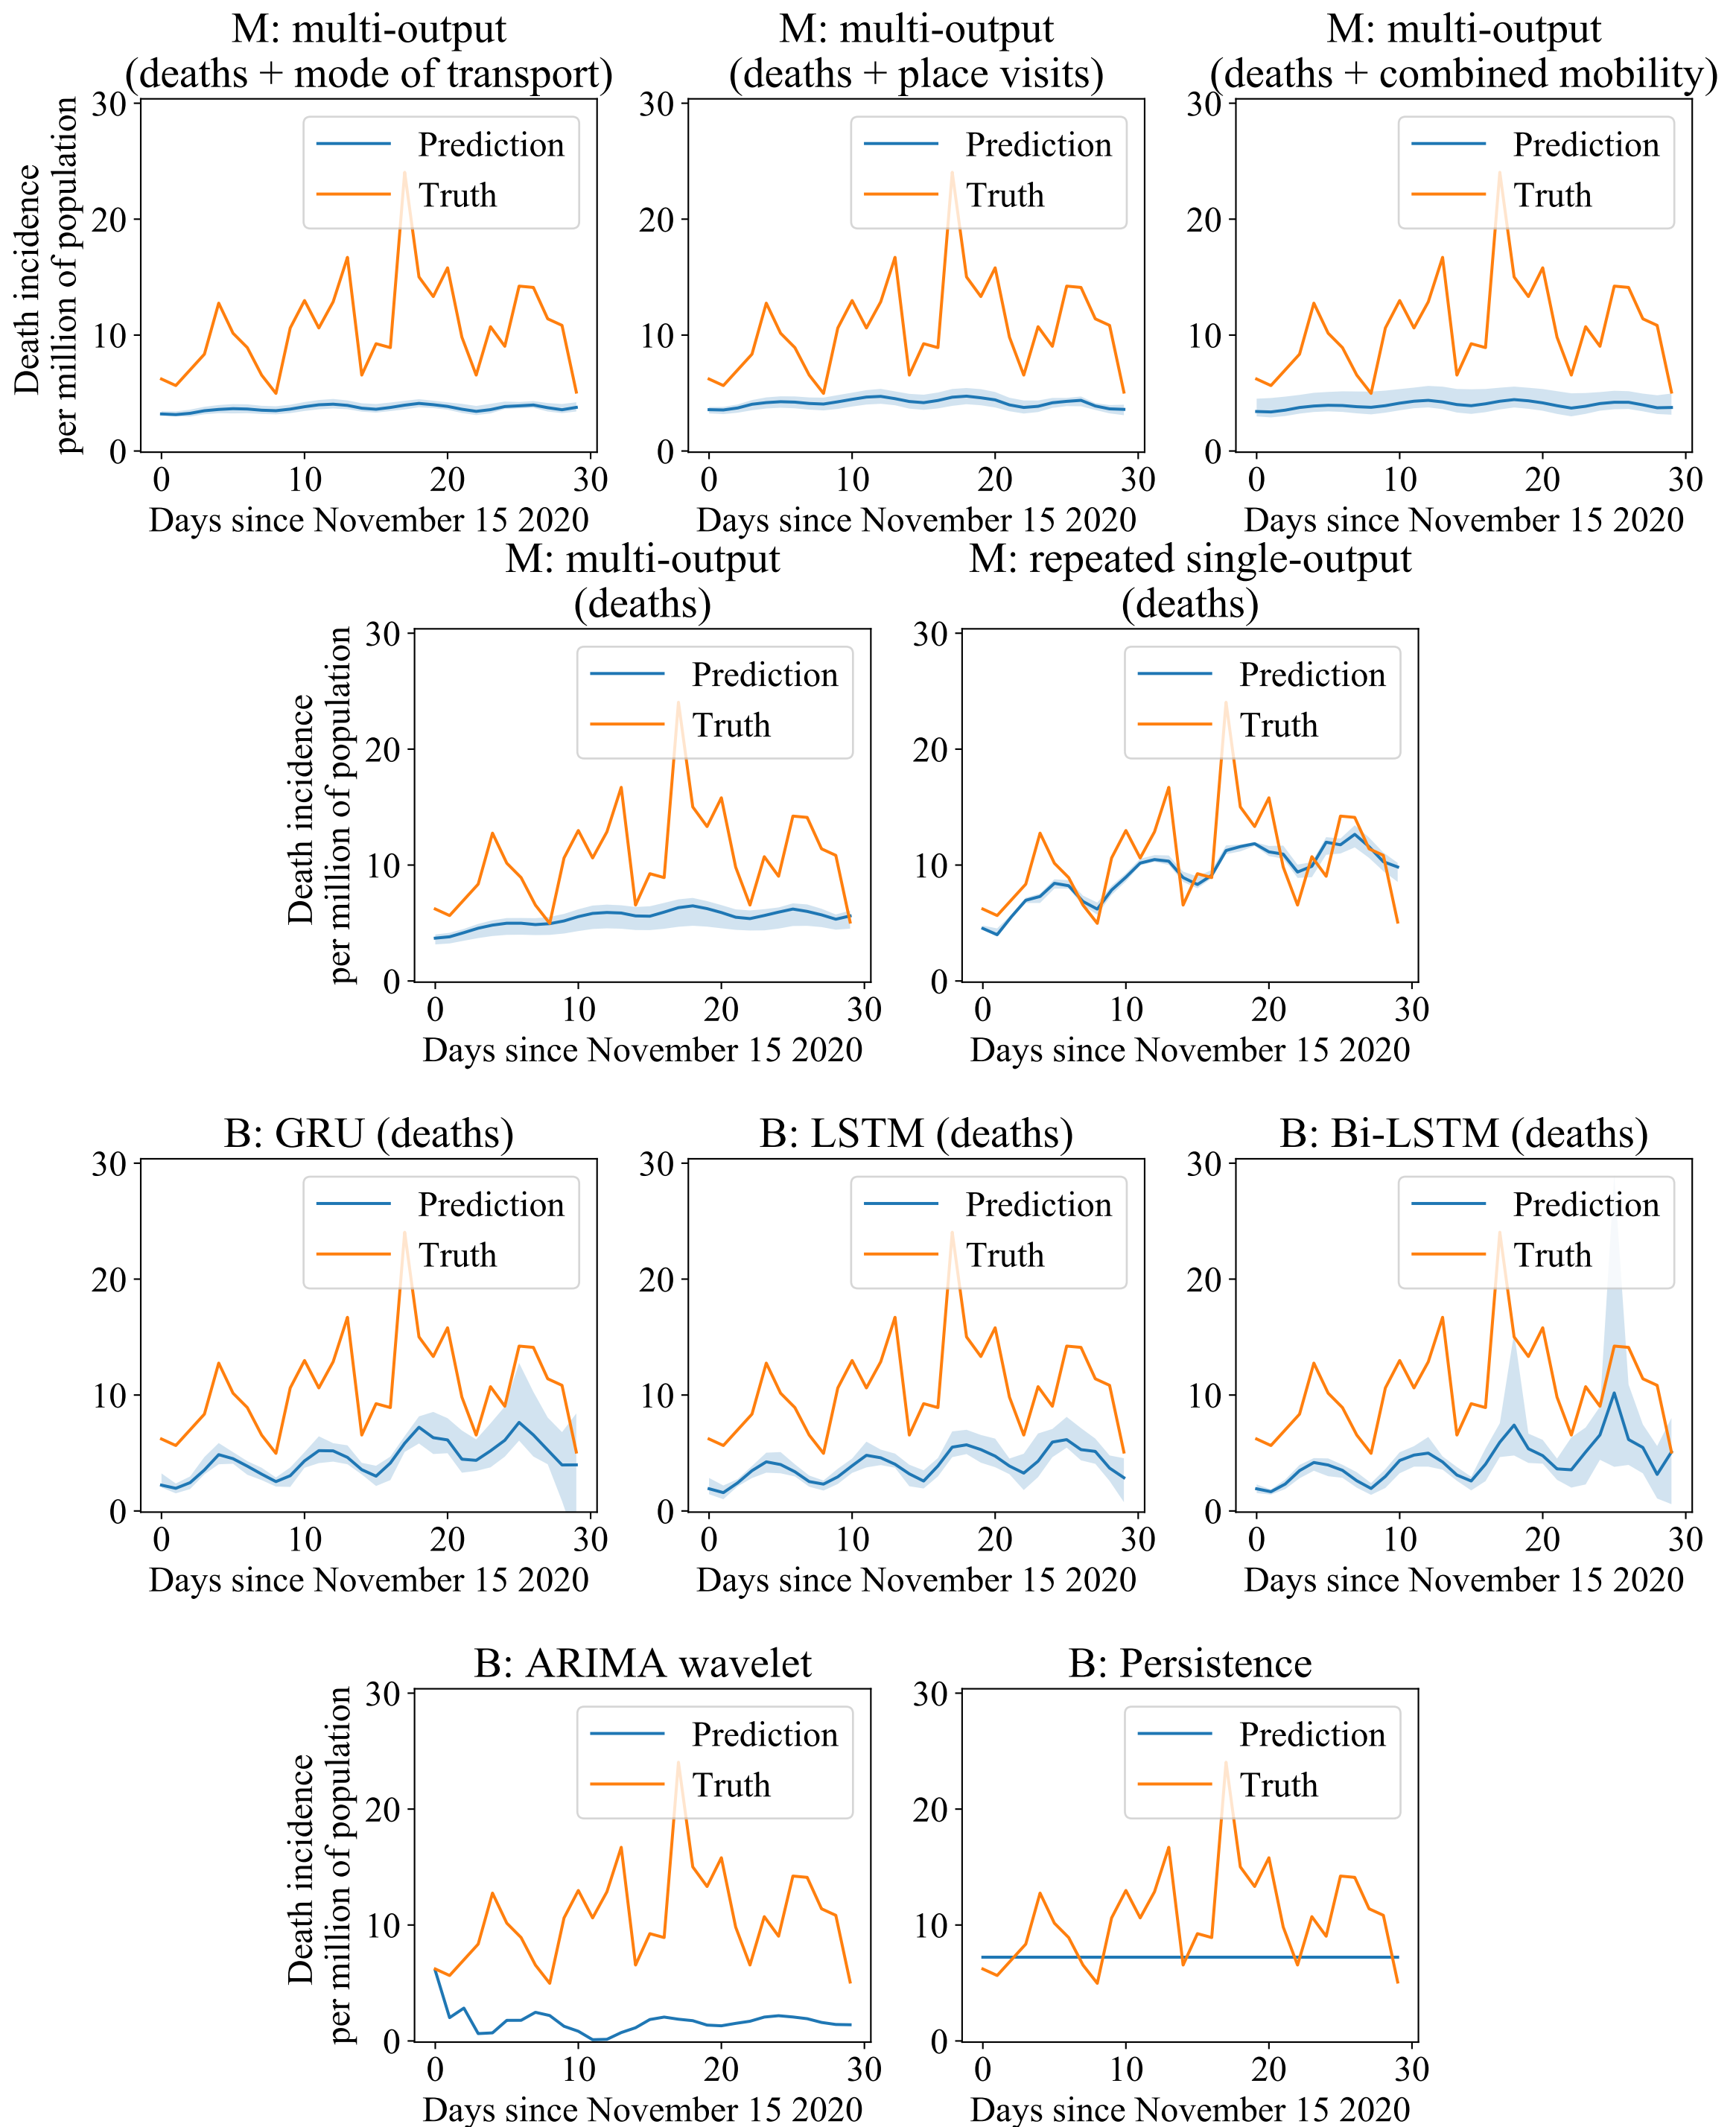 M: multi-output
(deaths + mode of transport)
Death incidence
per million of population
30
20
10
0
Prediction
Truth
0 10 20 30
Days since November 15 2020
M: multi-output
(deaths + place visits)
30
20
10
0
Prediction
Truth
0 10 20 30
Days since November 15 2020
M: multi-output
(deaths + combined mobility)
30
20
10
0
Prediction
Truth
0 10 20 30
Days since November 15 2020
M: multi-output
(deaths)
Death incidence
per million of population
30
20
10
0
Prediction
Truth
0 10 20 30
Days since November 15 2020
M: repeated single-output
(deaths)
30
20
10
0
Prediction
Truth
0 10 20 30
Days since November 15 2020
B: GRU (deaths)
30
20
10
0
Prediction
Truth
0 10 20 30
Days since November 15 2020
B: LSTM (deaths)
30
20
10
0
Prediction
Truth
0 10 20 30
Days since November 15 2020
B: Bi-LSTM (deaths)
30
20
10
0
Prediction
Truth
0 10 20 30
Days since November 15 2020
B: ARIMA wavelet
Death incidence
per million of population
30
20
10
0
Prediction
Truth
0 10 20 30
Days since November 15 2020
B: Persistence
30
20
10
0
Prediction
Truth
0 10 20 30
Days since November 15 2020